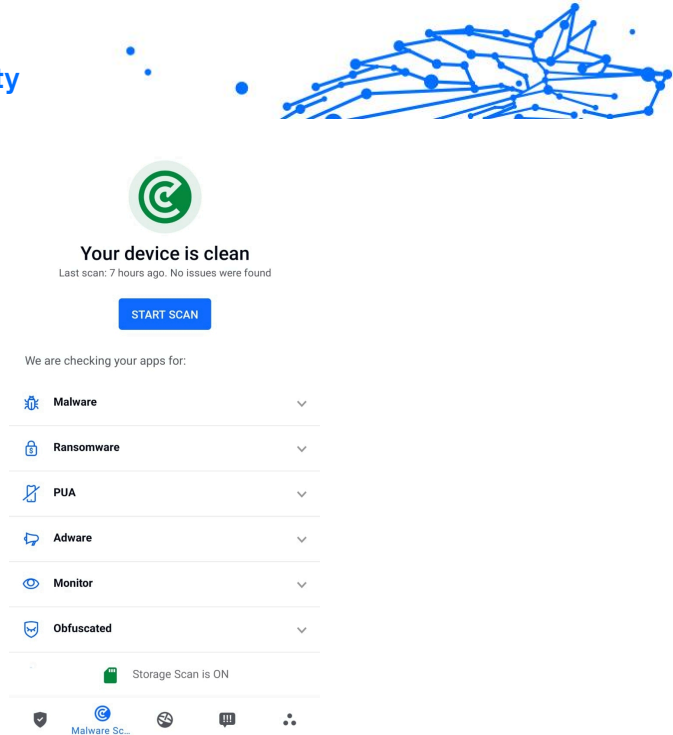 ty
Your device is clean
Last scan: 7 hours ago. No issues were found
START SCAN
We are checking your apps for:
Malware
Ransomware
PUA
Adware
Monitor
Obfuscated
Storage Scan is ON
Malware Sc...